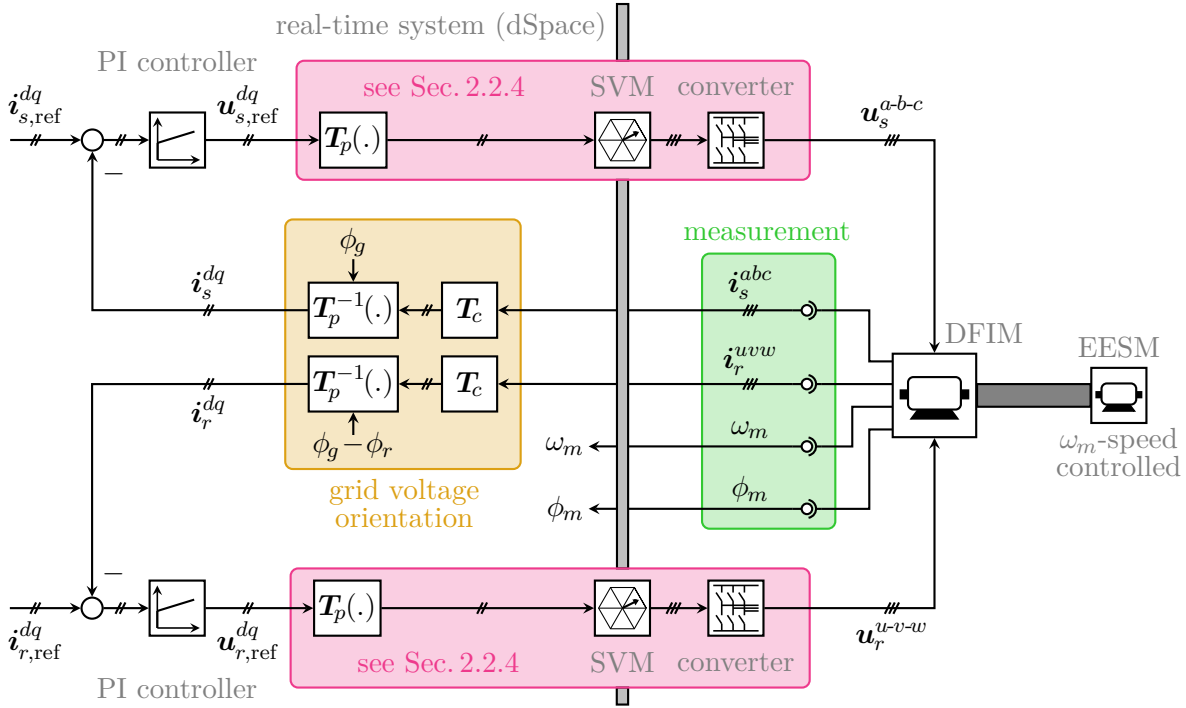 real-time system (dSpace)
PI controller
see Sec. 2.2.4
SVM
converter
i_{s,ref}^{dq}
u_{s,ref}^{dq}
T_p(.)
u_s^{a-b-c}
−
measurement
ϕ_g
i_s^{dq}
T_p^{-1}(.)
T_c
i_s^{abc}
DFIM
EESM
i_r^{dq}
T_p^{-1}(.)
T_c
i_r^{uvw}
ϕ_g − ϕ_r
ω_m
ω_m
ω_m-speed
controlled
grid voltage
orientation
ϕ_m
ϕ_m
−
i_{r,ref}^{dq}
u_{r,ref}^{dq}
T_p(.)
u_r^{u-v-w}
see Sec. 2.2.4
SVM
converter
PI controller